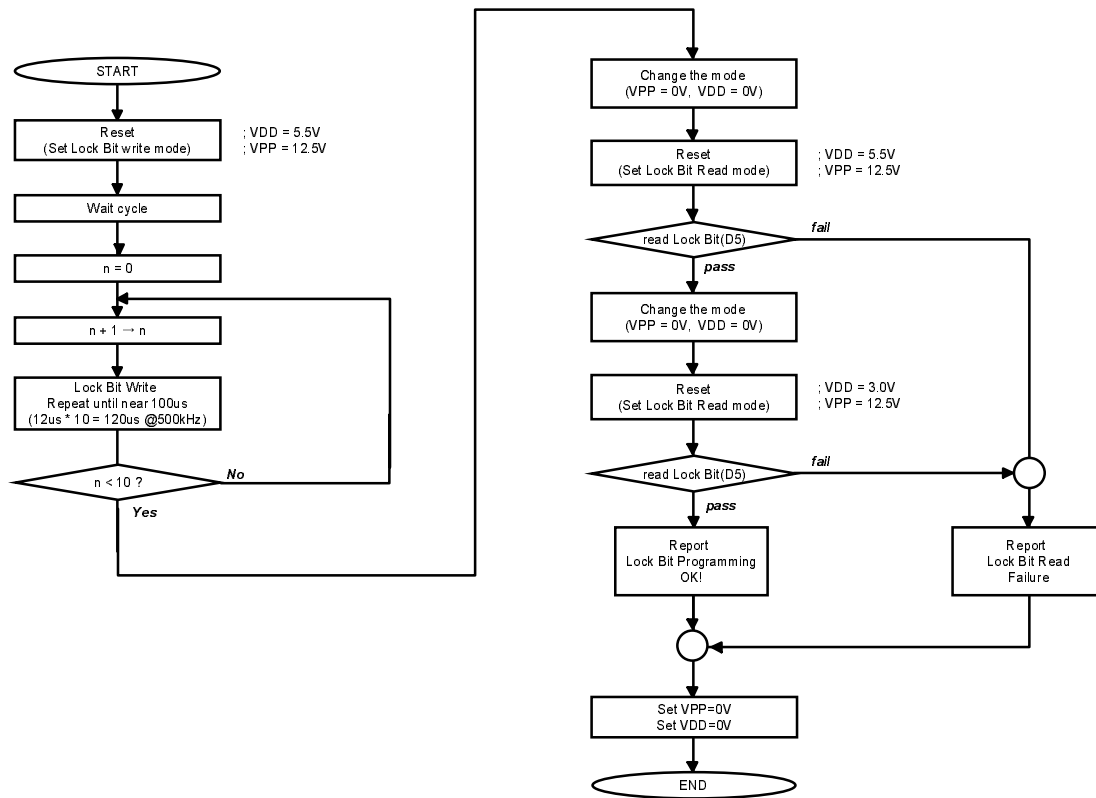 START
Reset
(Set Lock Bit write mode)
; VDD = 5.5V
; VPP = 12.5V
Wait cycle
n = 0
n + 1 → n
Lock Bit Write
Repeat until near 100us
(12us * 10 = 120us @500kHz)
n < 10 ?
No
Yes
Change the mode
(VPP = 0V, VDD = 0V)
Reset
(Set Lock Bit Read mode)
; VDD = 5.5V
; VPP = 12.5V
read Lock Bit(D5)
fail
pass
Change the mode
(VPP = 0V, VDD = 0V)
Reset
(Set Lock Bit Read mode)
; VDD = 3.0V
; VPP = 12.5V
read Lock Bit(D5)
fail
pass
Report
Lock Bit Programming
OK!
Report
Lock Bit Read
Failure
Set VPP=0V
Set VDD=0V
END